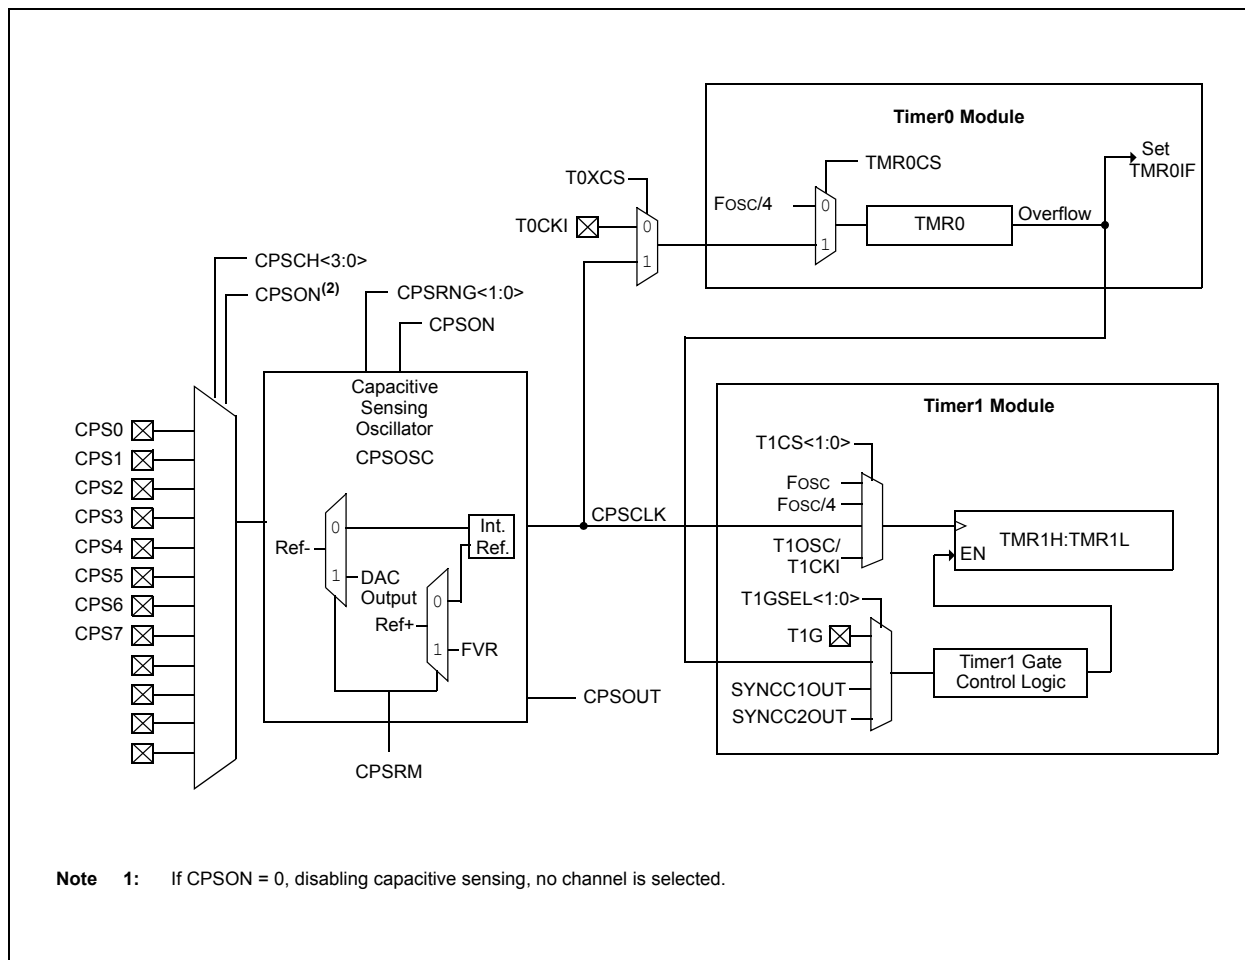 Timer0 Module
Set
TMR0IF
TMR0CS
T0XCS
FOSC/4
0
TMR0
Overflow
T0CKI
0
1
1
CPSCH<3:0>
CPSON(2)
CPSRNG<1:0>
CPSON
Capacitive
Sensing
Oscillator
CPSOSC
Timer1 Module
T1CS<1:0>
CPS0
CPS1
CPS2
CPS3
CPS4
CPS5
CPS6
CPS7
FOSC
FOSC/4
CPSCLK
0
Int.
Ref.
Ref-
1
DAC
Output
0
Ref+
1
FVR
T1OSC/
T1CKI
TMR1H:TMR1L
EN
T1GSEL<1:0>
T1G
Timer1 Gate
Control Logic
SYNCC1OUT
SYNCC2OUT
CPSOUT
CPSRM
Note 1: If CPSON = 0, disabling capacitive sensing, no channel is selected.